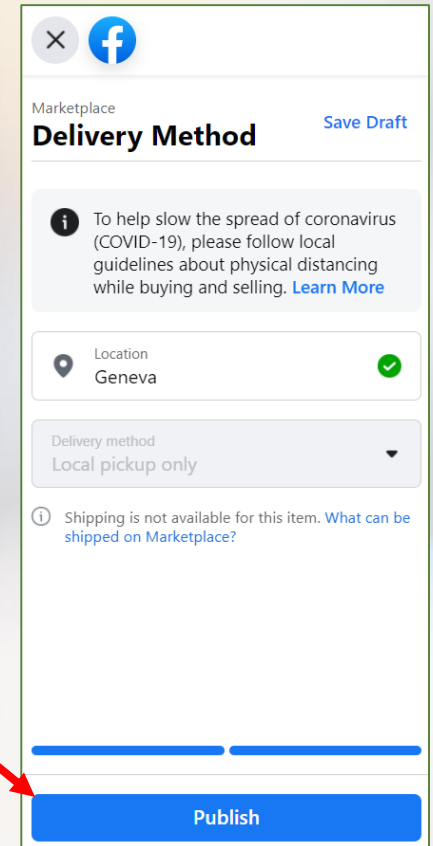 Marketplace
Delivery Method
Save Draft
To help slow the spread of coronavirus
(COVID-19), please follow local
guidelines about physical distancing
while buying and selling. Learn More
Location
Geneva
Delivery method
Local pickup only
Shipping is not available for this item. What can be
shipped on Marketplace?
Publish